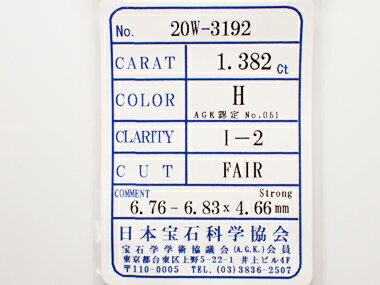 No. 20W-3192
CARAT 1.382 Ct
COLOR H
AGK認定 No.051
CLARITY I-2
CUT FAIR
COMMENT Strong
6.76 - 6.83 x 4.66 mm
日本宝石科学協会
宝石学学術協議会(A.G.K.)会員
東京都台東区上野5-22-1 井上ビル4F
〒110-0005 TEL.(03)3836-2507